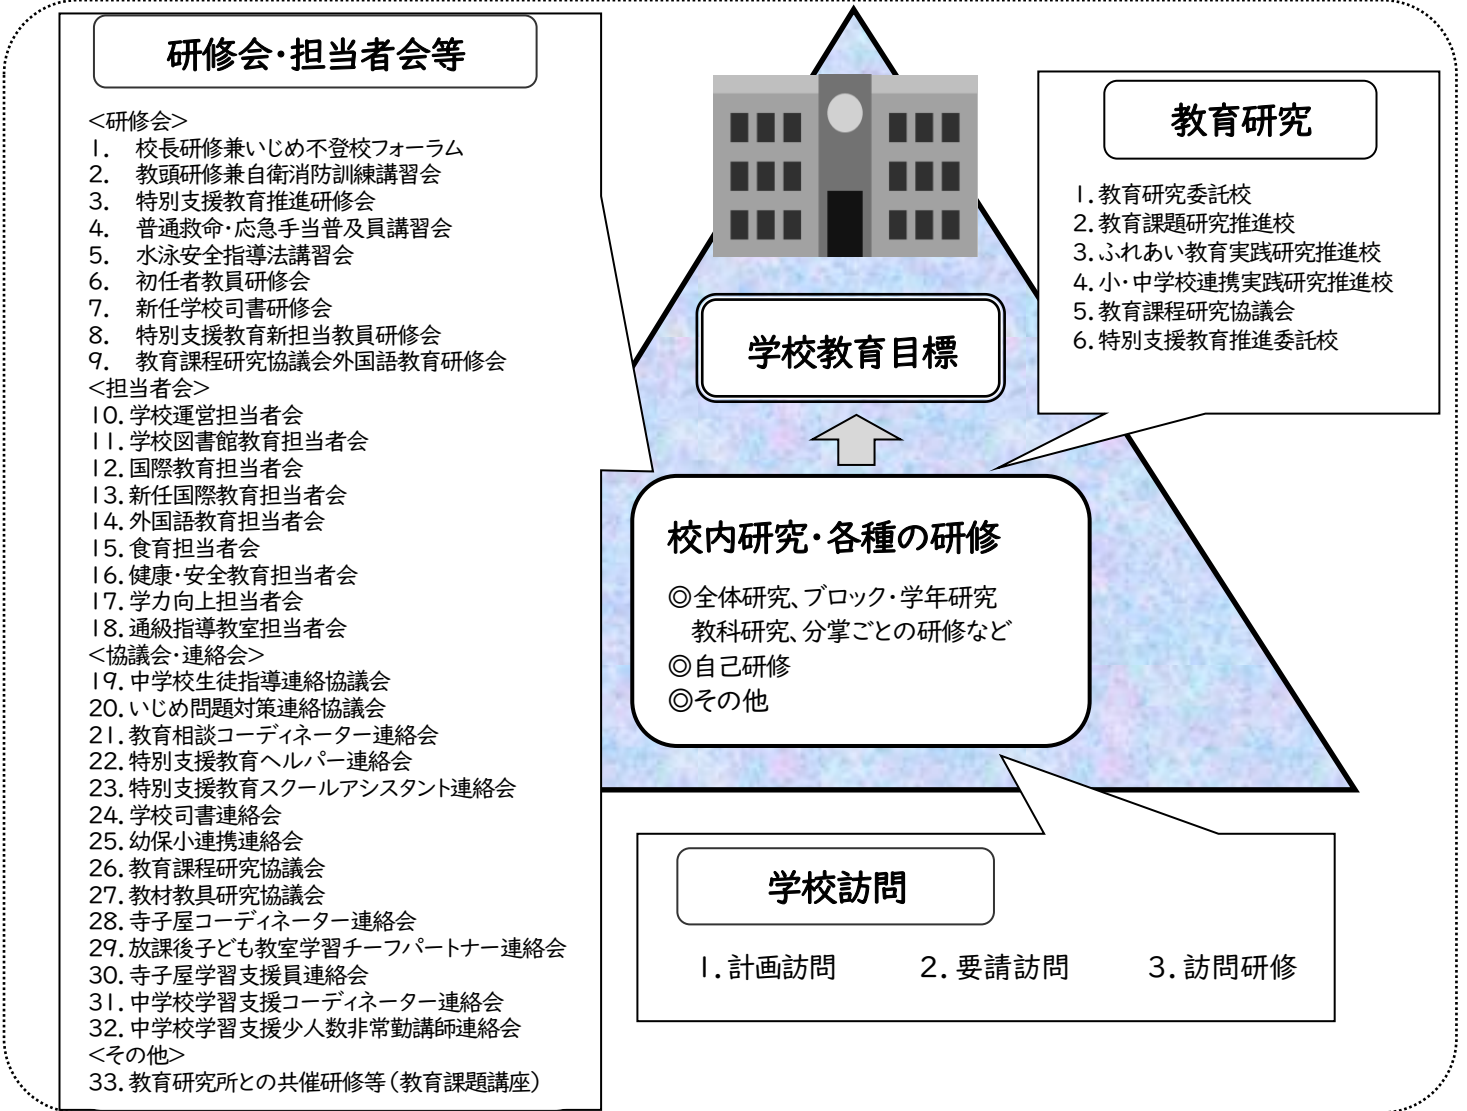 研修会・担当者会等
<研修会>
1. 校長研修兼いじめ不登校フォーラム
2. 教頭研修兼自衛消防訓練講習会
3. 特別支援教育推進研修会
4. 普通救命・応急手当普及員講習会
5. 水泳安全指導法講習会
6. 初任者教員研修会
7. 新任学校司書研修会
8. 特別支援教育新担当教員研修会
9. 教育課程研究協議会外国語教育研修会
<担当者会>
10. 学校運営担当者会
11. 学校図書館教育担当者会
12. 国際教育担当者会
13. 新任国際教育担当者会
14. 外国語教育担当者会
15. 食育担当者会
16. 健康・安全教育担当者会
17. 学力向上担当者会
18. 通級指導教室担当者会
<協議会・連絡会>
19. 中学校生徒指導連絡協議会
20. いじめ問題対策連絡協議会
21. 教育相談コーディネーター連絡会
22. 特別支援教育ヘルパー連絡会
23. 特別支援教育スクールアシスタント連絡会
24. 学校司書連絡会
25. 幼保小連携連絡会
26. 教育課程研究協議会
27. 教材教具研究協議会
28. 寺子屋コーディネーター連絡会
29. 放課後子ども教室学習チーフパートナー連絡会
30. 寺子屋学習支援員連絡会
31. 中学校学習支援コーディネーター連絡会
32. 中学校学習支援少人数非常勤講師連絡会
<その他>
33. 教育研究所との共催研修等（教育課題講座）
教育研究
1. 教育研究委託校
2. 教育課題研究推進校
3. ふれあい教育実践研究推進校
4. 小・中学校連携実践研究推進校
5. 教育課程研究協議会
6. 特別支援教育推進委託校
学校教育目標
校内研究・各種の研修
◎全体研究、ブロック・学年研究
教科研究、分掌ごとの研修など
◎自己研修
◎その他
学校訪問
1. 計画訪問 2. 要請訪問 3. 訪問研修